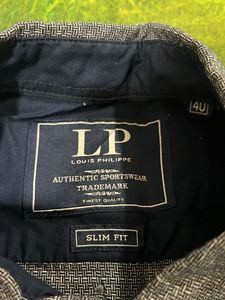 40
LP
LOUIS PHILIPPE
AUTHENTIC SPORTSWEAR
TRADEMARK
FINEST QUALITY
SLIM FIT